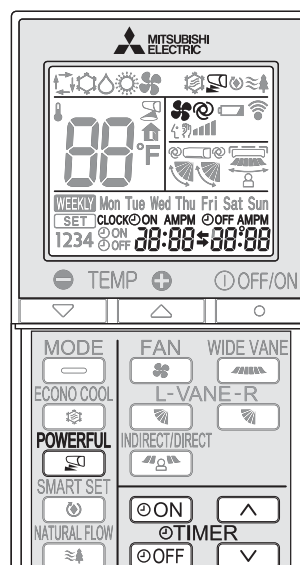 MITSUBISHI
ELECTRIC
88°F
WEEKLY Mon Tue Wed Thu Fri Sat Sun
SET CLOCK ON AMPM OFF AMPM
1234 ON OFF 88:88 88:88
TEMP OFF/ON
MODE FAN WIDE VANE
ECONO COOL L-VANE-R
POWERFUL INDIRECT/DIRECT
SMART SET
ON
NATURAL FLOW TIMER
OFF